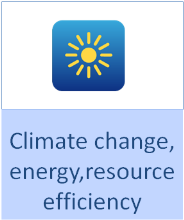 Climate change,
energy,resource
efficiency